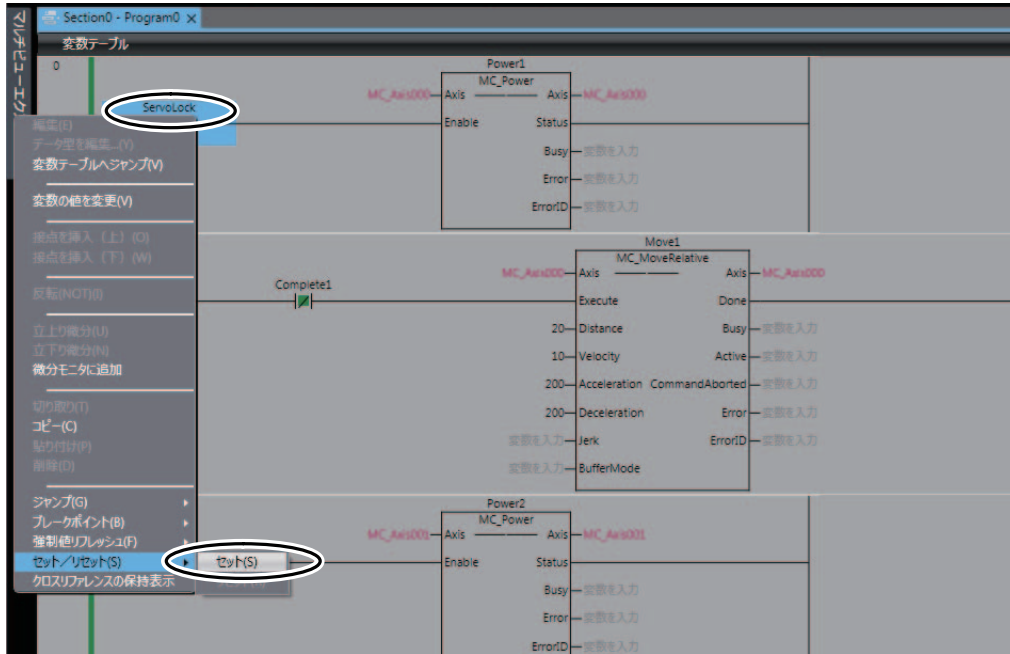 マルチビューエク
Section0 - Program0 ×
変数テーブル
0
Power1
MC_Power
MC_Axis000 Axis Axis MC_Axis000
ServoLock
Enable Status
Busy 変数を入力
Error 変数を入力
ErrorID 変数を入力
編集(E)
データ型を編集...(Y)
変数テーブルへジャンプ(V)
変数の値を変更(V)
接点を挿入（上）(O)
接点を挿入（下）(W)
反転(NOT)(I)
立上り微分(U)
立下り微分(N)
微分モニタに追加
切り取り(T)
コピー(C)
貼り付け(P)
削除(D)
ジャンプ(G)
ブレークポイント(B)
強制値リフレッシュ(F)
セット／リセット(S)
セット(S)
クロスリファレンスの保持表示
Move1
MC_MoveRelative
MC_Axis000 Axis Axis MC_Axis000
Complete1
Execute Done
20 Distance Busy 変数を入力
10 Velocity Active 変数を入力
200 Acceleration CommandAborted 変数を入力
200 Deceleration Error 変数を入力
変数を入力 Jerk ErrorID 変数を入力
変数を入力 BufferMode
Power2
MC_Power
MC_Axis001 Axis Axis MC_Axis001
Enable Status
Busy 変数を入力
Error 変数を入力
ErrorID 変数を入力